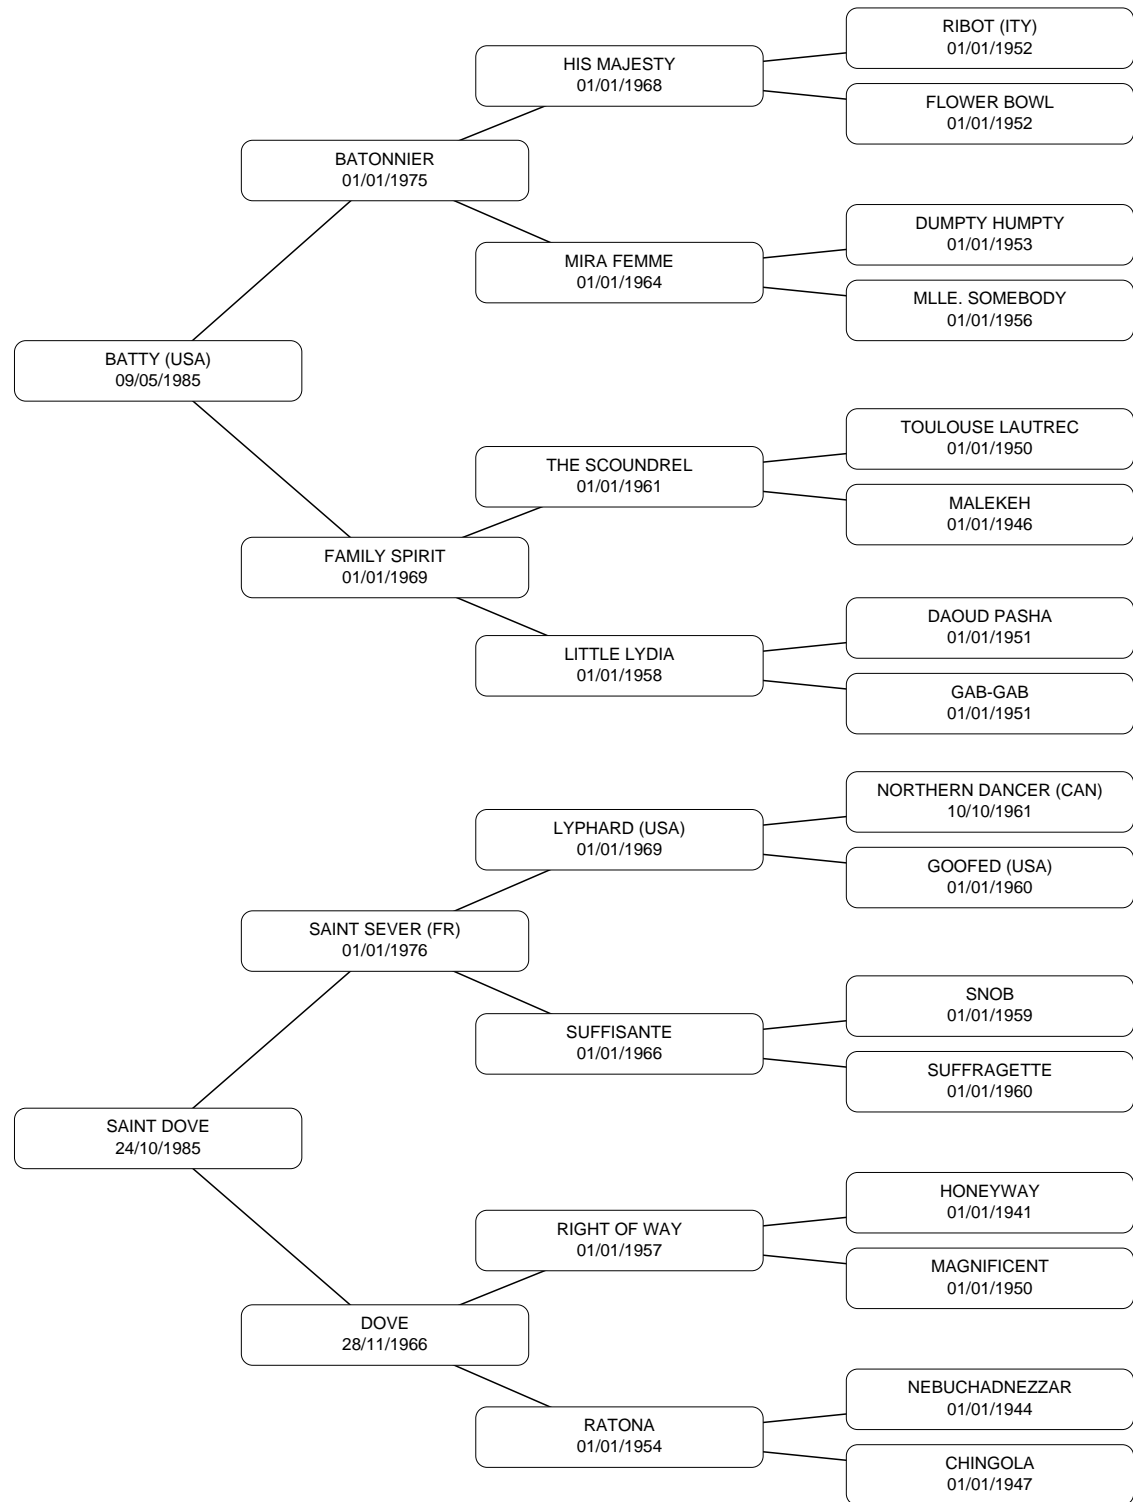 RIBOT (ITY)
01/01/1952
HIS MAJESTY
01/01/1968
FLOWER BOWL
01/01/1952
BATONNIER
01/01/1975
DUMPTY HUMPTY
01/01/1953
MIRA FEMME
01/01/1964
MLLE. SOMEBODY
01/01/1956
BATTY (USA)
09/05/1985
TOULOUSE LAUTREC
01/01/1950
THE SCOUNDREL
01/01/1961
MALEKEH
01/01/1946
FAMILY SPIRIT
01/01/1969
DAOUD PASHA
01/01/1951
LITTLE LYDIA
01/01/1958
GAB-GAB
01/01/1951
NORTHERN DANCER (CAN)
10/10/1961
LYPHARD (USA)
01/01/1969
GOOFED (USA)
01/01/1960
SAINT SEVER (FR)
01/01/1976
SNOB
01/01/1959
SUFFISANTE
01/01/1966
SUFFRAGETTE
01/01/1960
SAINT DOVE
24/10/1985
HONEYWAY
01/01/1941
RIGHT OF WAY
01/01/1957
MAGNIFICENT
01/01/1950
DOVE
28/11/1966
NEBUCHADNEZZAR
01/01/1944
RATONA
01/01/1954
CHINGOLA
01/01/1947